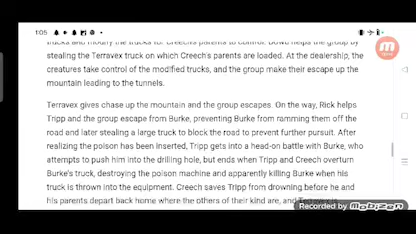 1:05
trucks and modify the trucks for Creech's parents to control. Dowd helps the group by
stealing the Terravex truck on which Creech's parents are loaded. At the dealership, the
creatures take control of the modified trucks, and the group make their escape up the
mountain leading to the tunnels.
Terravex gives chase up the mountain and the group escapes. On the way, Rick helps
Tripp and the group escape from Burke, preventing Burke from ramming them off the
road and later stealing a large truck to block the road to prevent further pursuit. After
realizing the poison has been inserted, Tripp gets into a head-on battle with Burke, who
attempts to push him into the drilling hole, but ends when Tripp and Creech overturn
Burke's truck, destroying the poison machine and apparently killing Burke when his
truck is thrown into the equipment. Creech saves Tripp from drowning before he and
his parents depart back home where the others of their kind are, and Terravex is
Recorded by
MOBIZEN